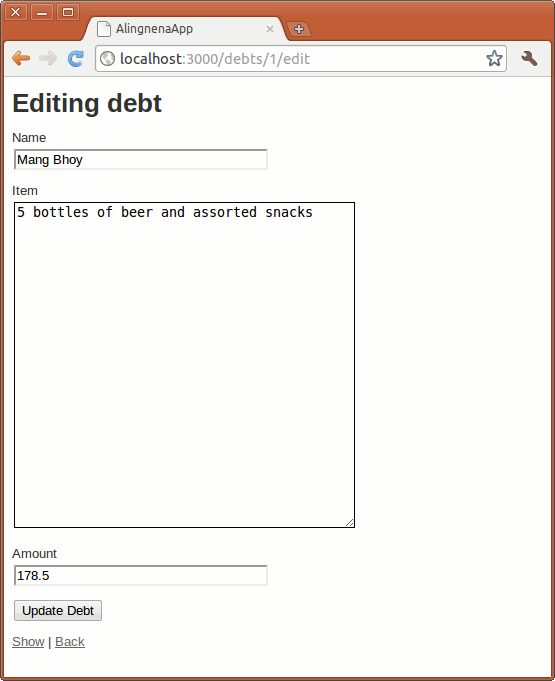 AlingnenaApp
localhost:3000/debts/1/edit
Editing debt
Name
Mang Bhoy
Item
5 bottles of beer and assorted snacks
Amount
178.5
Update Debt
Show | Back